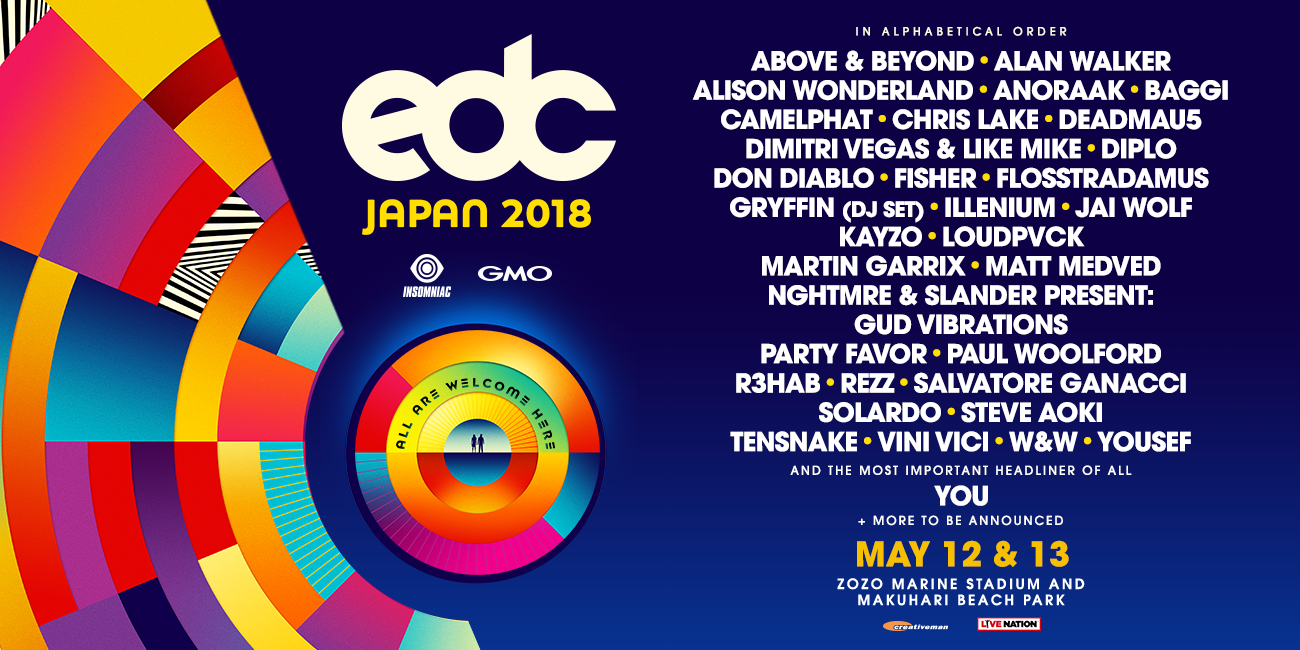 edc
JAPAN 2018
INSOMNIAC
GMO
ALL ARE WELCOME HERE
IN ALPHABETICAL ORDER
ABOVE & BEYOND • ALAN WALKER
ALISON WONDERLAND • ANORAAK • BAGGI
CAMELPHAT • CHRIS LAKE • DEADMAU5
DIMITRI VEGAS & LIKE MIKE • DIPLO
DON DIABLO • FISHER • FLOSSTRADAMUS
GRYFFIN (DJ SET) • ILLENIUM • JAI WOLF
KAYZO • LOUDPVCK
MARTIN GARRIX • MATT MEDVED
NGHTMRE & SLANDER PRESENT:
GUD VIBRATIONS
PARTY FAVOR • PAUL WOOLFORD
R3HAB • REZZ • SALVATORE GANACCI
SOLARDO • STEVE AOKI
TENSNAKE • VINI VICI • W&W • YOUSEF
AND THE MOST IMPORTANT HEADLINER OF ALL
YOU
+ MORE TO BE ANNOUNCED
MAY 12 & 13
ZOZO MARINE STADIUM AND
MAKUHARI BEACH PARK
creativeman
LIVE NATION